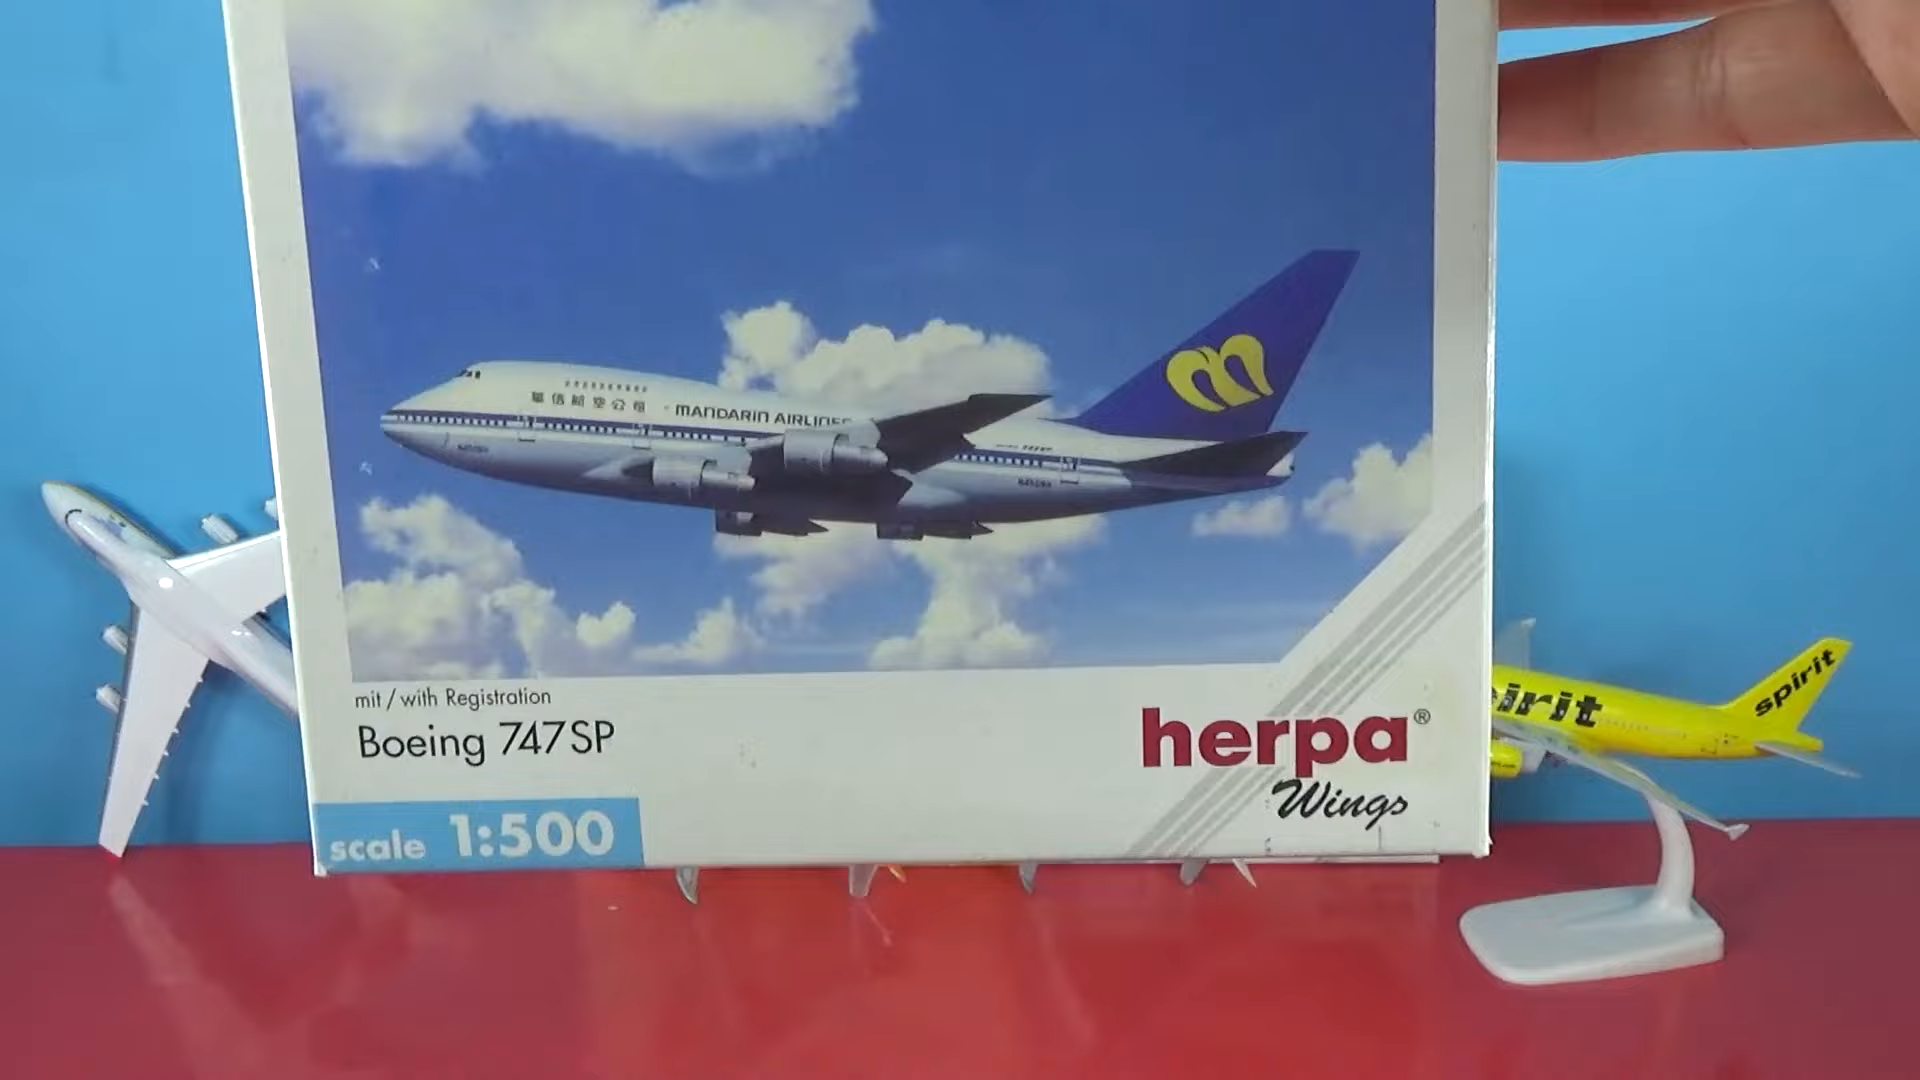 華信航空公司 MANDARIN AIRLINES
mit / with Registration
Boeing 747SP
herpa®
Wings
scale 1:500
spirit
irit